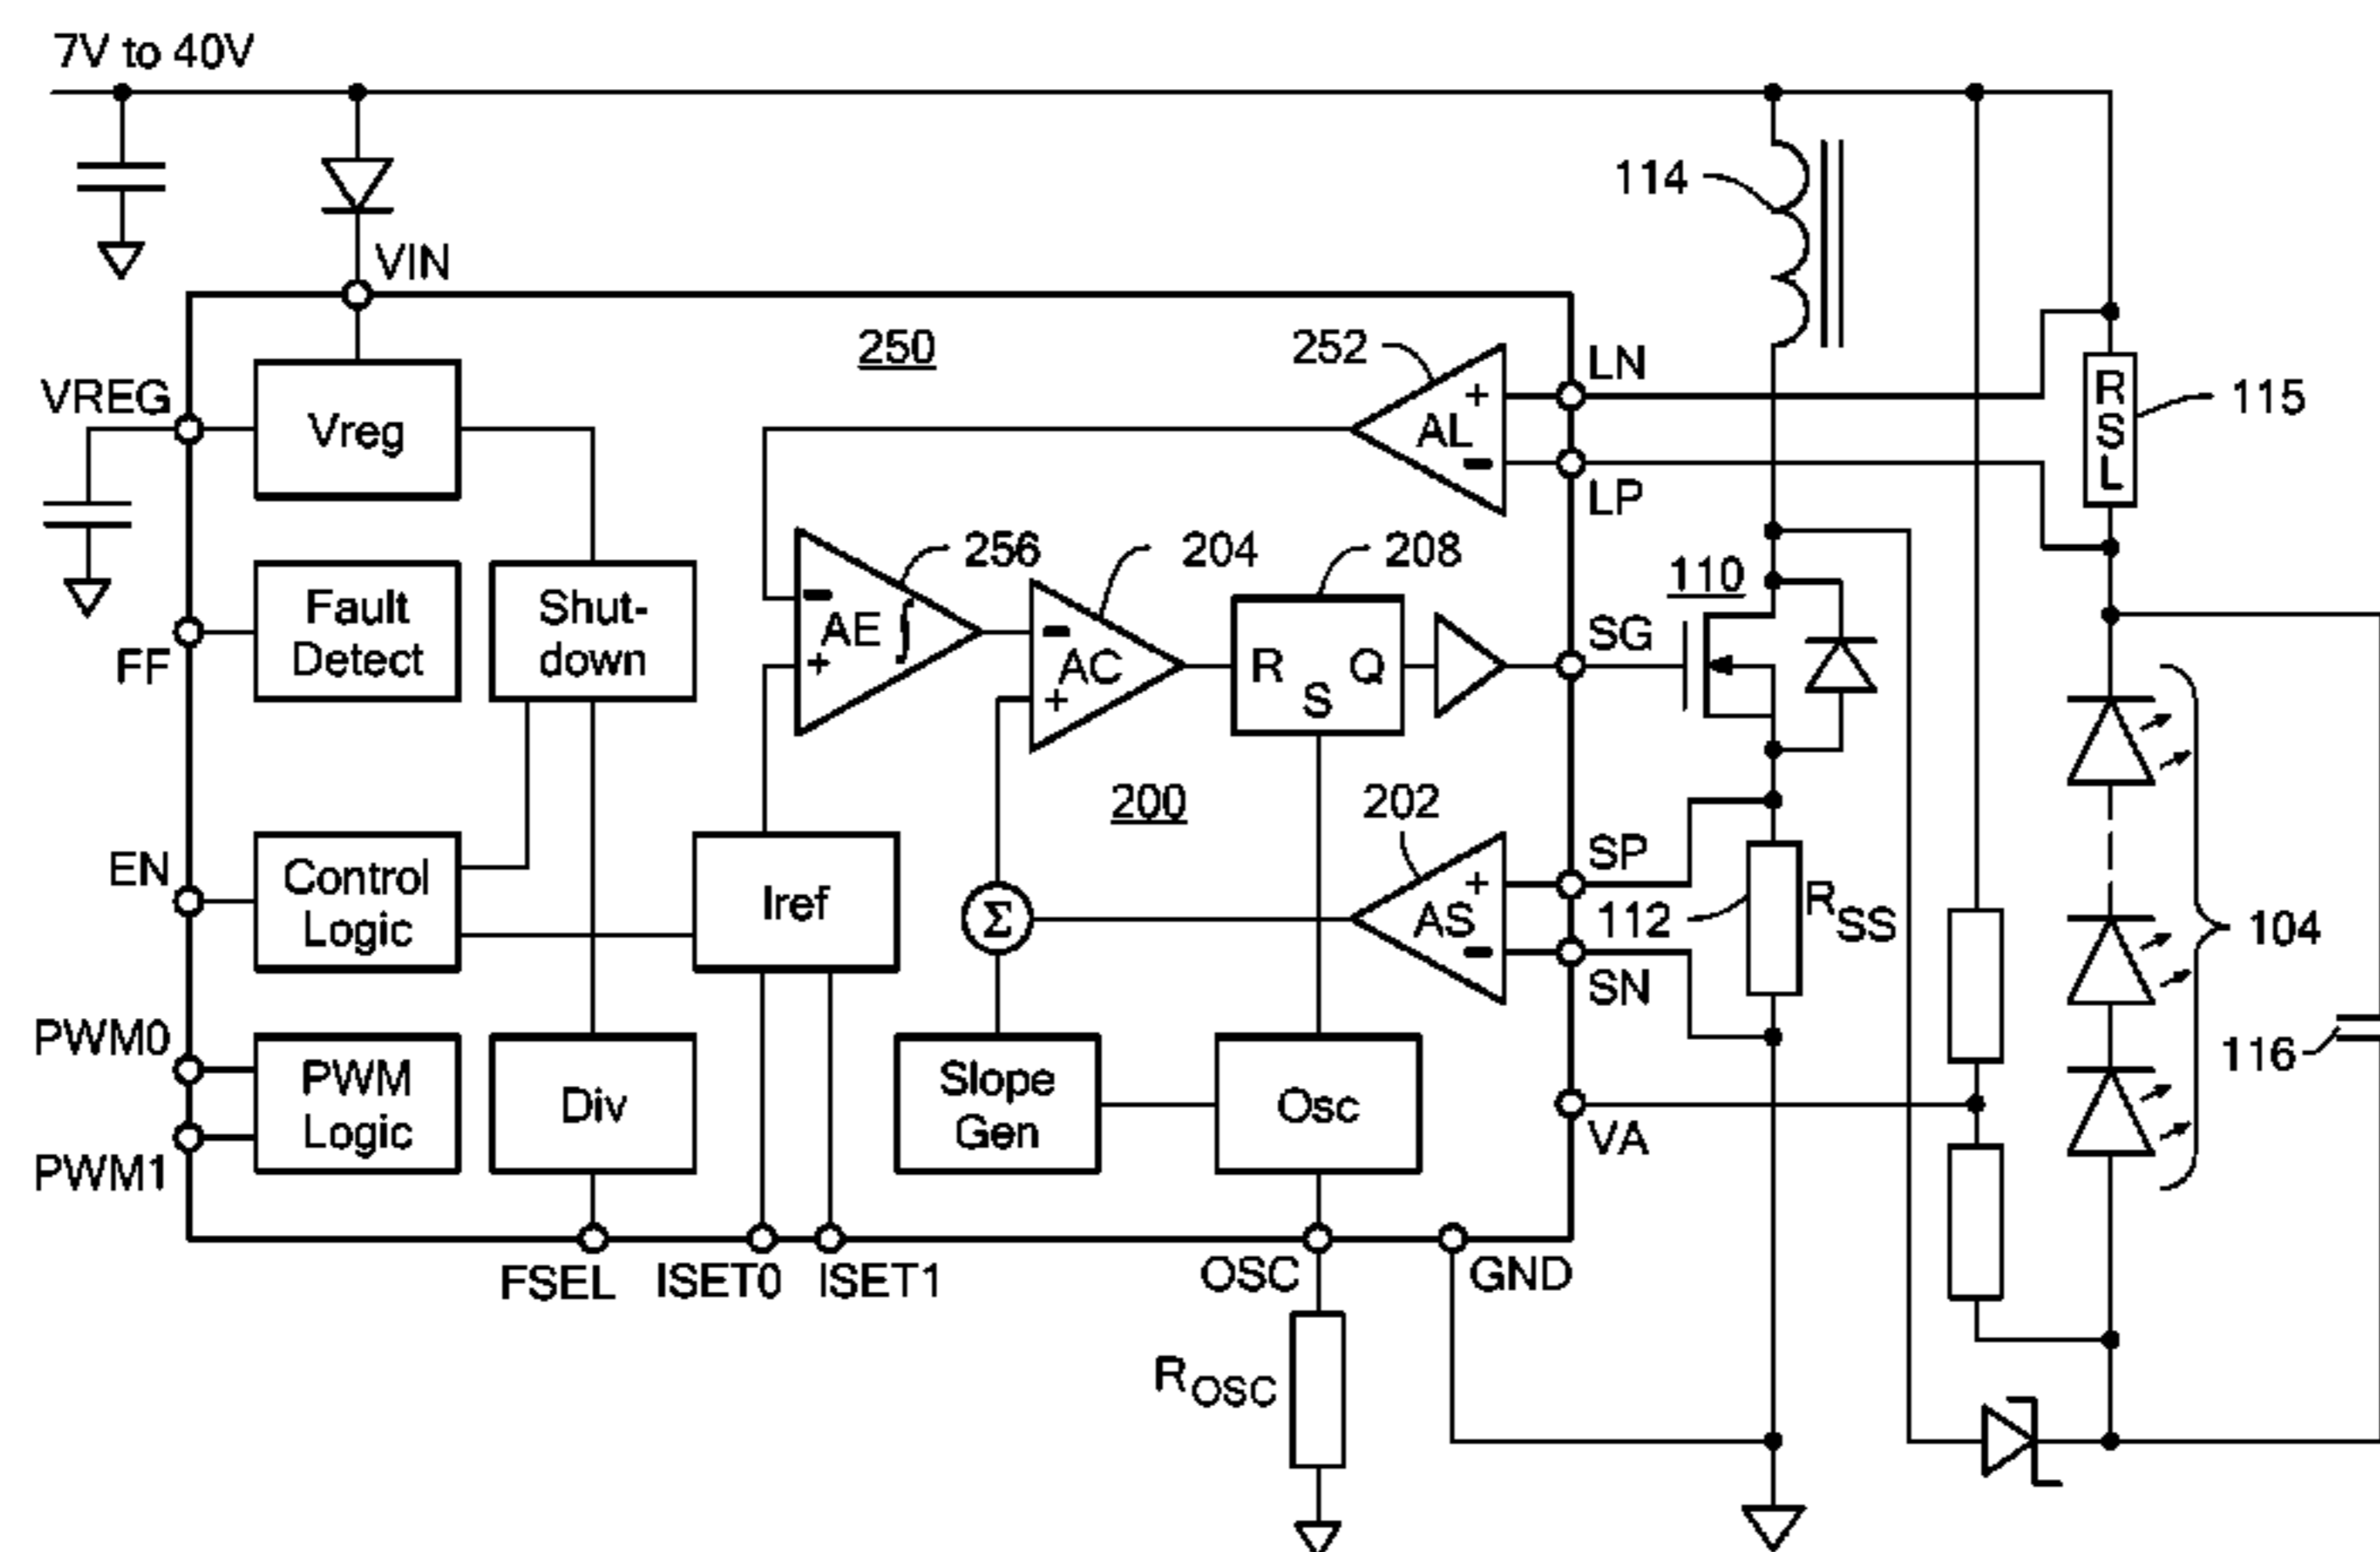 7V to 40V
VIN
114
250
252
LN
VREG
Vreg
+
AL
-
R
S
L
115
LP
256
204
208
110
Fault
Detect
Shut-
down
-
AE ∫
+
-
AC
+
R
S
Q
SG
FF
200
202
SP
EN
Control
Logic
Iref
Σ
+
AS
-
112
RSS
104
SN
PWM0
PWM
Logic
Div
Slope
Gen
Osc
116
VA
PWM1
FSEL
ISET0
ISET1
OSC
GND
ROSC